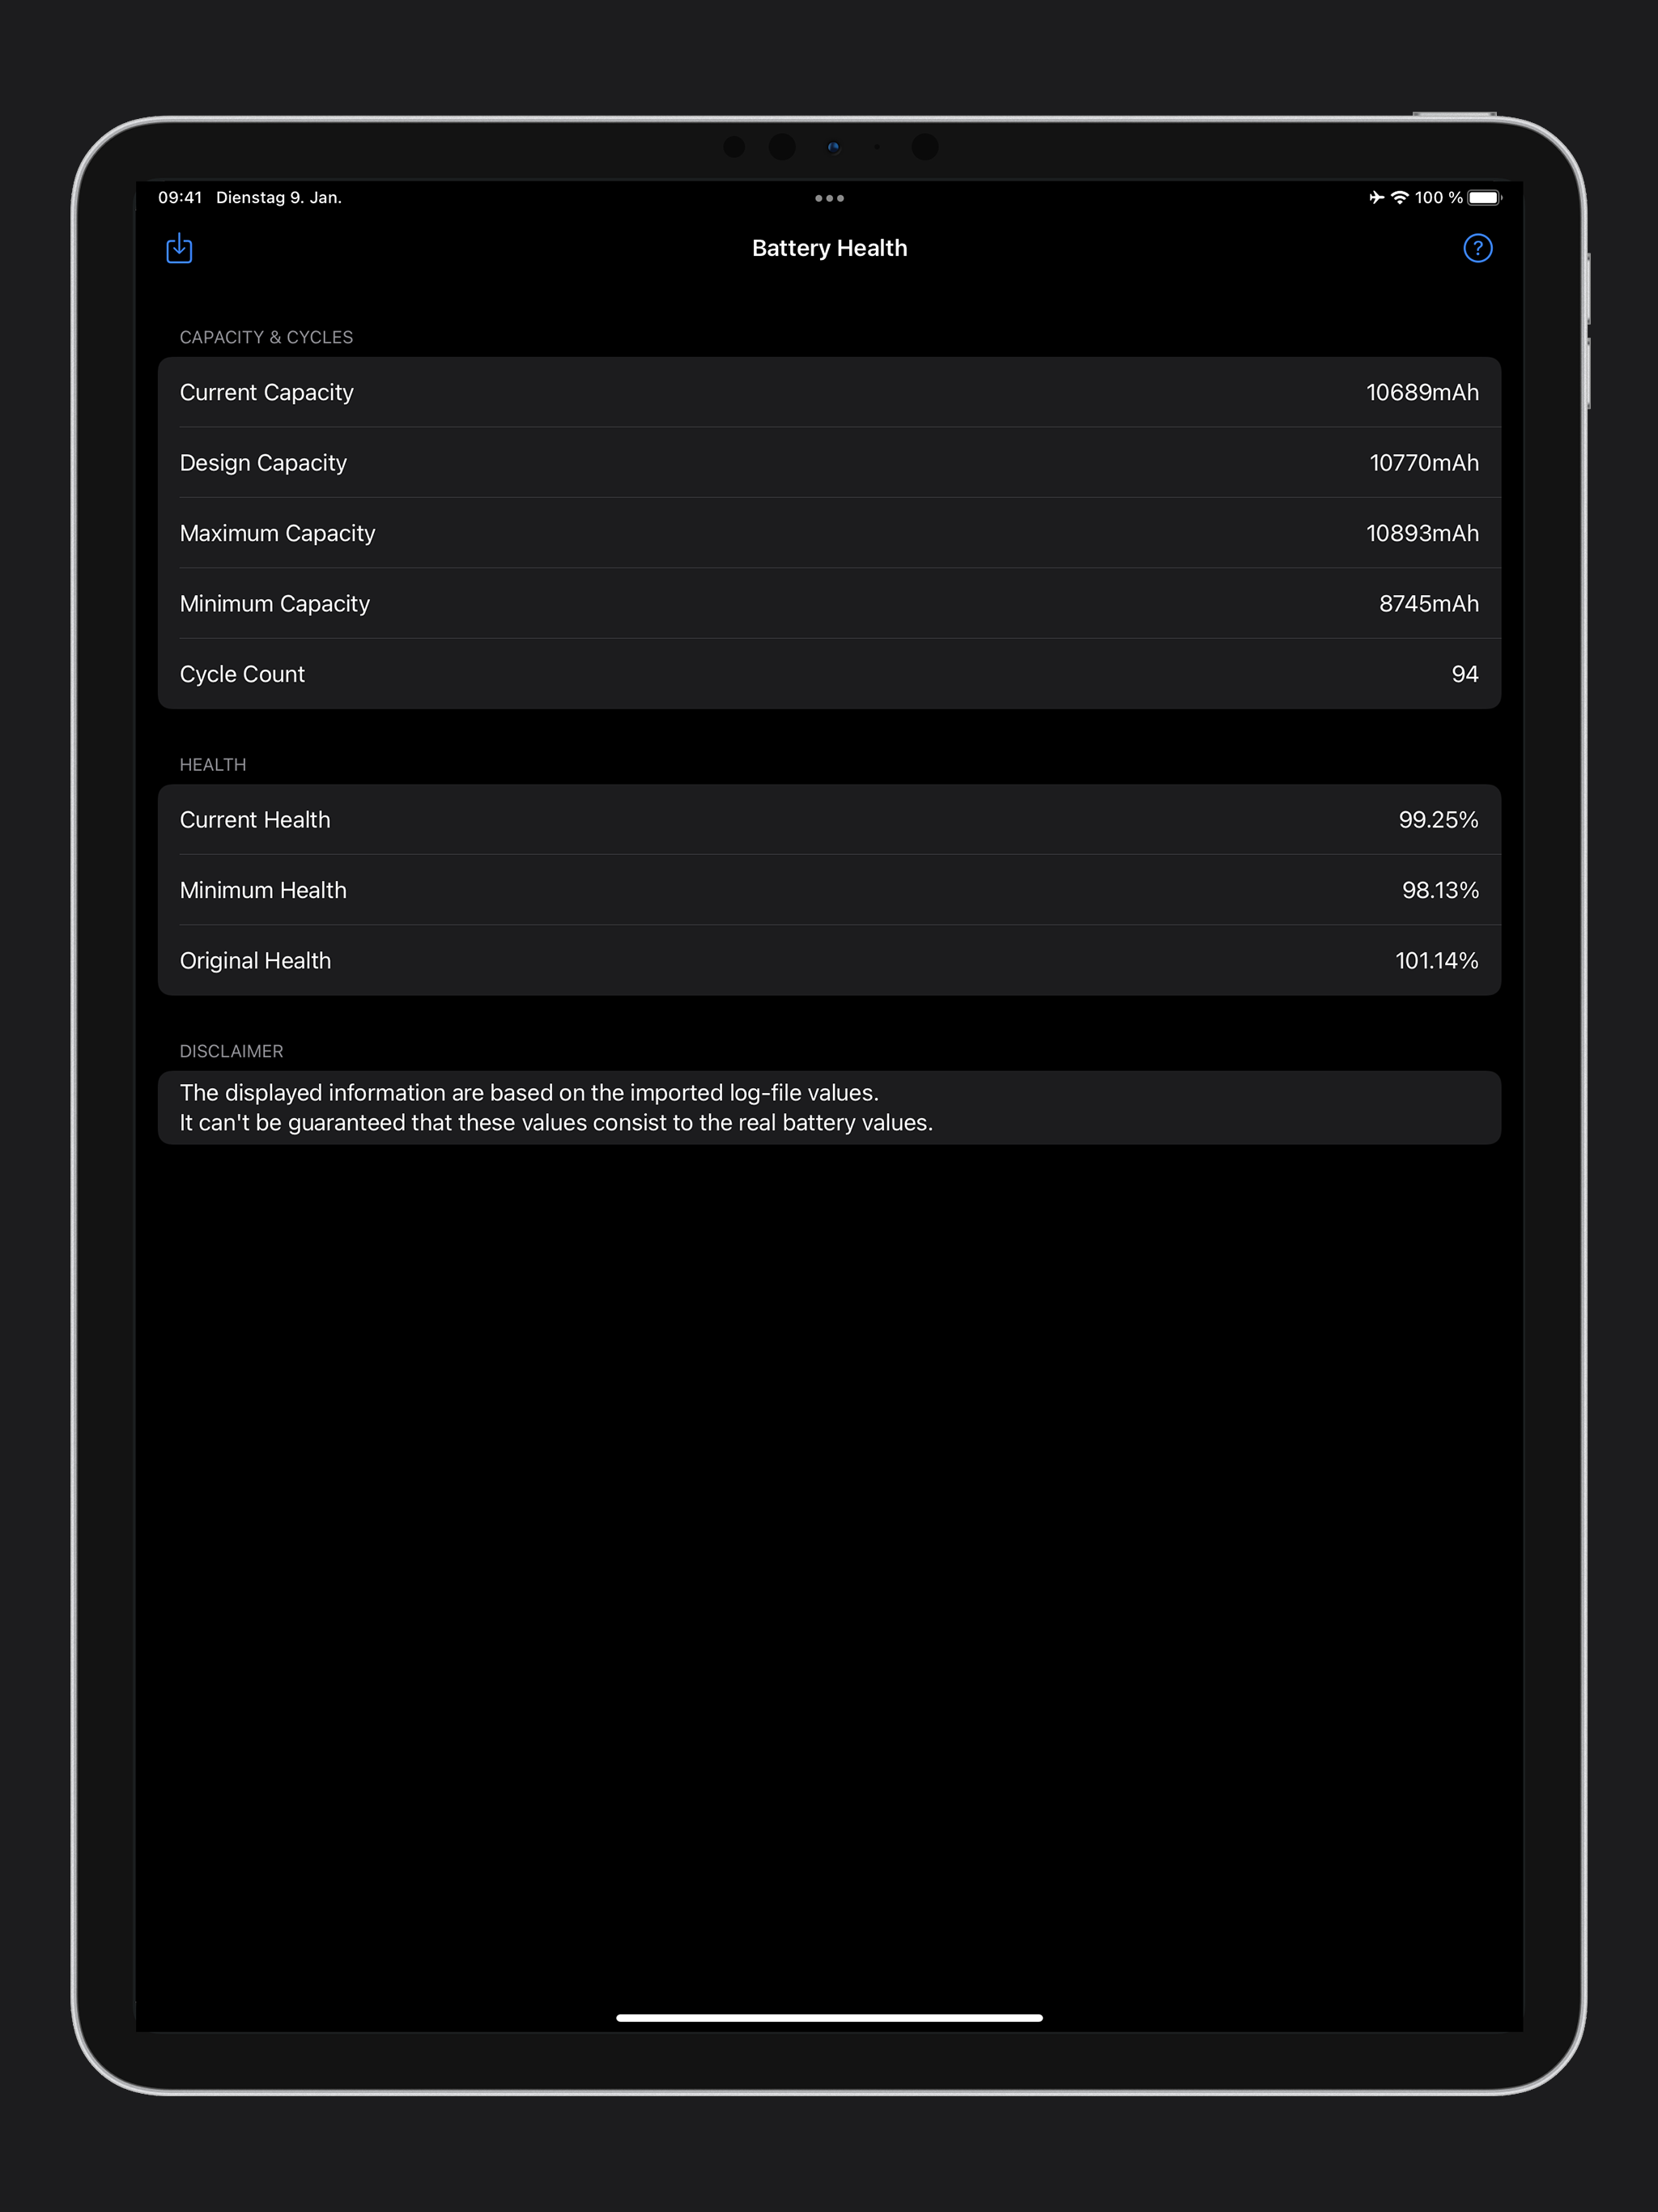 09:41 Dienstag 9. Jan.
100 %
Battery Health
?
CAPACITY & CYCLES
Current Capacity 10689mAh
Design Capacity 10770mAh
Maximum Capacity 10893mAh
Minimum Capacity 8745mAh
Cycle Count 94
HEALTH
Current Health 99.25%
Minimum Health 98.13%
Original Health 101.14%
DISCLAIMER
The displayed information are based on the imported log-file values.
It can't be guaranteed that these values consist to the real battery values.